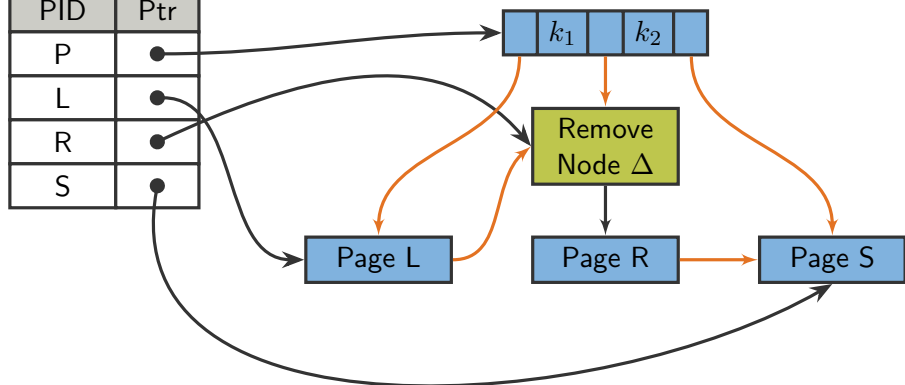 PID Ptr
P
L
R
S
k₁ k₂
Remove
Node Δ
Page L
Page R
Page S